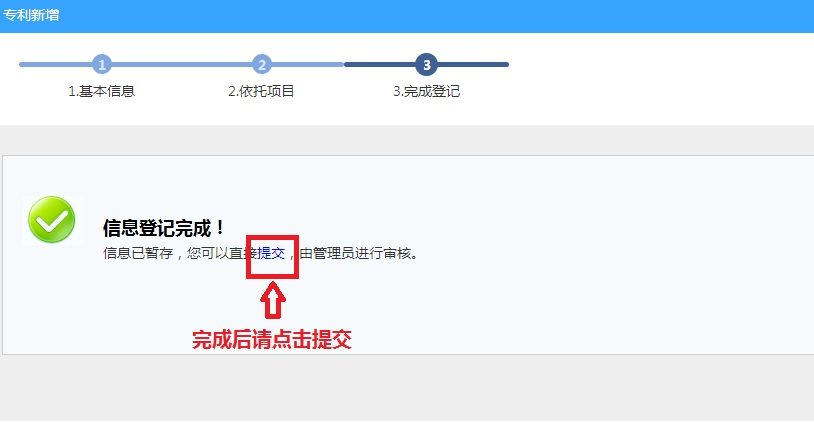 专利新增
1
2
3
1.基本信息
2.依托项目
3.完成登记
信息登记完成！
信息已暂存，您可以直接提交，由管理员进行审核。
完成后请点击提交